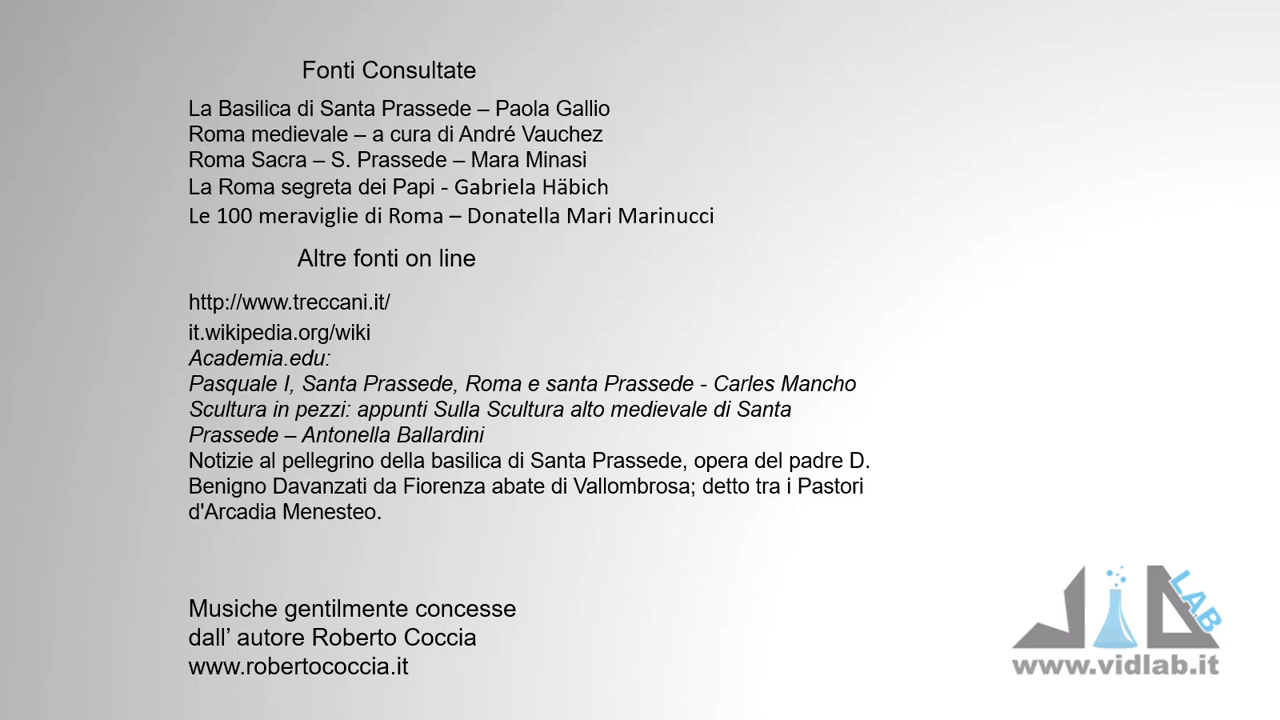 Fonti Consultate
La Basilica di Santa Prassede – Paola Gallio
Roma medievale – a cura di André Vauchez
Roma Sacra – S. Prassede – Mara Minasi
La Roma segreta dei Papi - Gabriela Häbich
Le 100 meraviglie di Roma – Donatella Mari Marinucci
Altre fonti on line
http://www.treccani.it/
it.wikipedia.org/wiki
Academia.edu:
Pasquale I, Santa Prassede, Roma e santa Prassede - Carles Mancho
Scultura in pezzi: appunti Sulla Scultura alto medievale di Santa
Prassede – Antonella Ballardini
Notizie al pellegrino della basilica di Santa Prassede, opera del padre D.
Benigno Davanzati da Fiorenza abate di Vallombrosa; detto tra i Pastori
d'Arcadia Menesteo.
Musiche gentilmente concesse
dall’ autore Roberto Coccia
www.robertococcia.it
VID LAB
www.vidlab.it